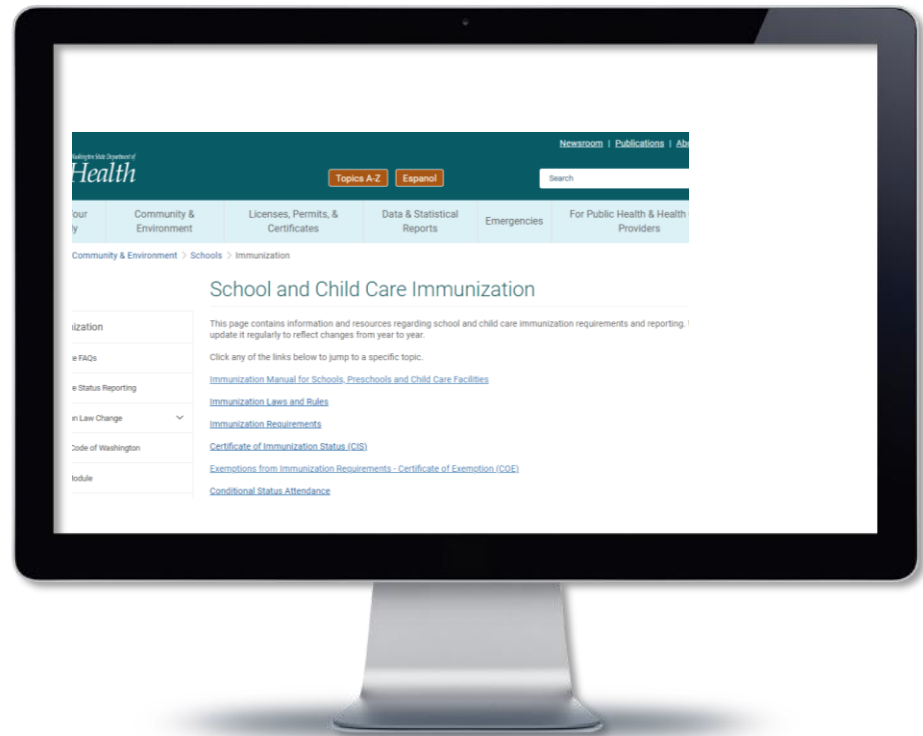 Newsroom | Publications | Ab
Washington State Department of
Health
Topics A-Z Espanol
Search
our
y
Community &
Environment
Licenses, Permits, &
Certificates
Data & Statistical
Reports
Emergencies
For Public Health & Health
Providers
Community & Environment > Schools > Immunization
School and Child Care Immunization
ization
e FAQs
e Status Reporting
n Law Change
Code of Washington
Module
This page contains information and resources regarding school and child care immunization requirements and reporting.
update it regularly to reflect changes from year to year.
Click any of the links below to jump to a specific topic.
Immunization Manual for Schools, Preschools and Child Care Facilities
Immunization Laws and Rules
Immunization Requirements
Certificate of Immunization Status (CIS)
Exemptions from Immunization Requirements - Certificate of Exemption (COE)
Conditional Status Attendance